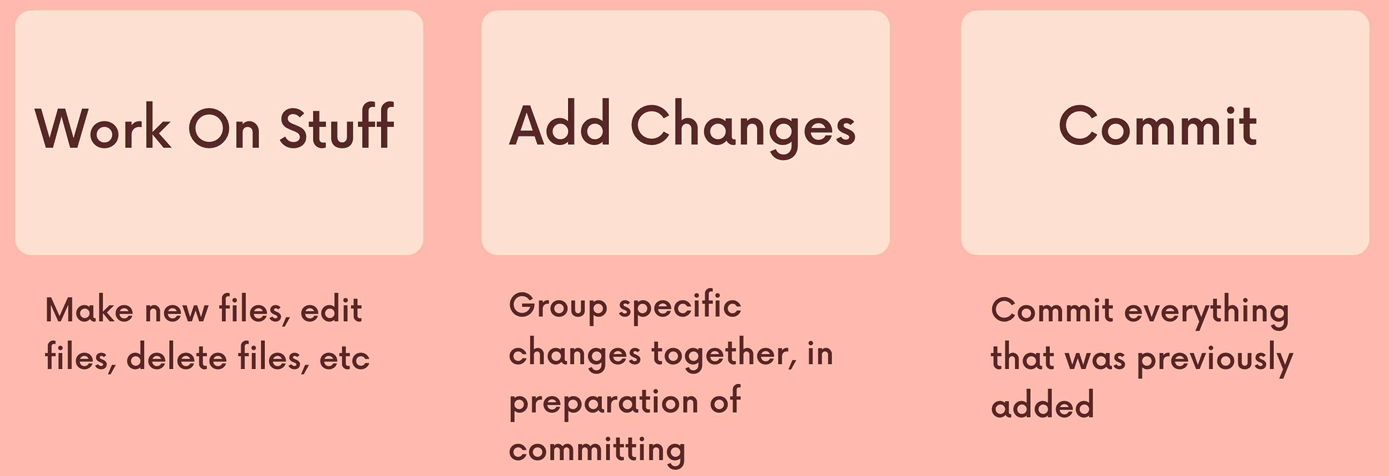 Work On Stuff
Make new files, edit
files, delete files, etc
Add Changes
Group specific
changes together, in
preparation of
committing
Commit
Commit everything
that was previously
added